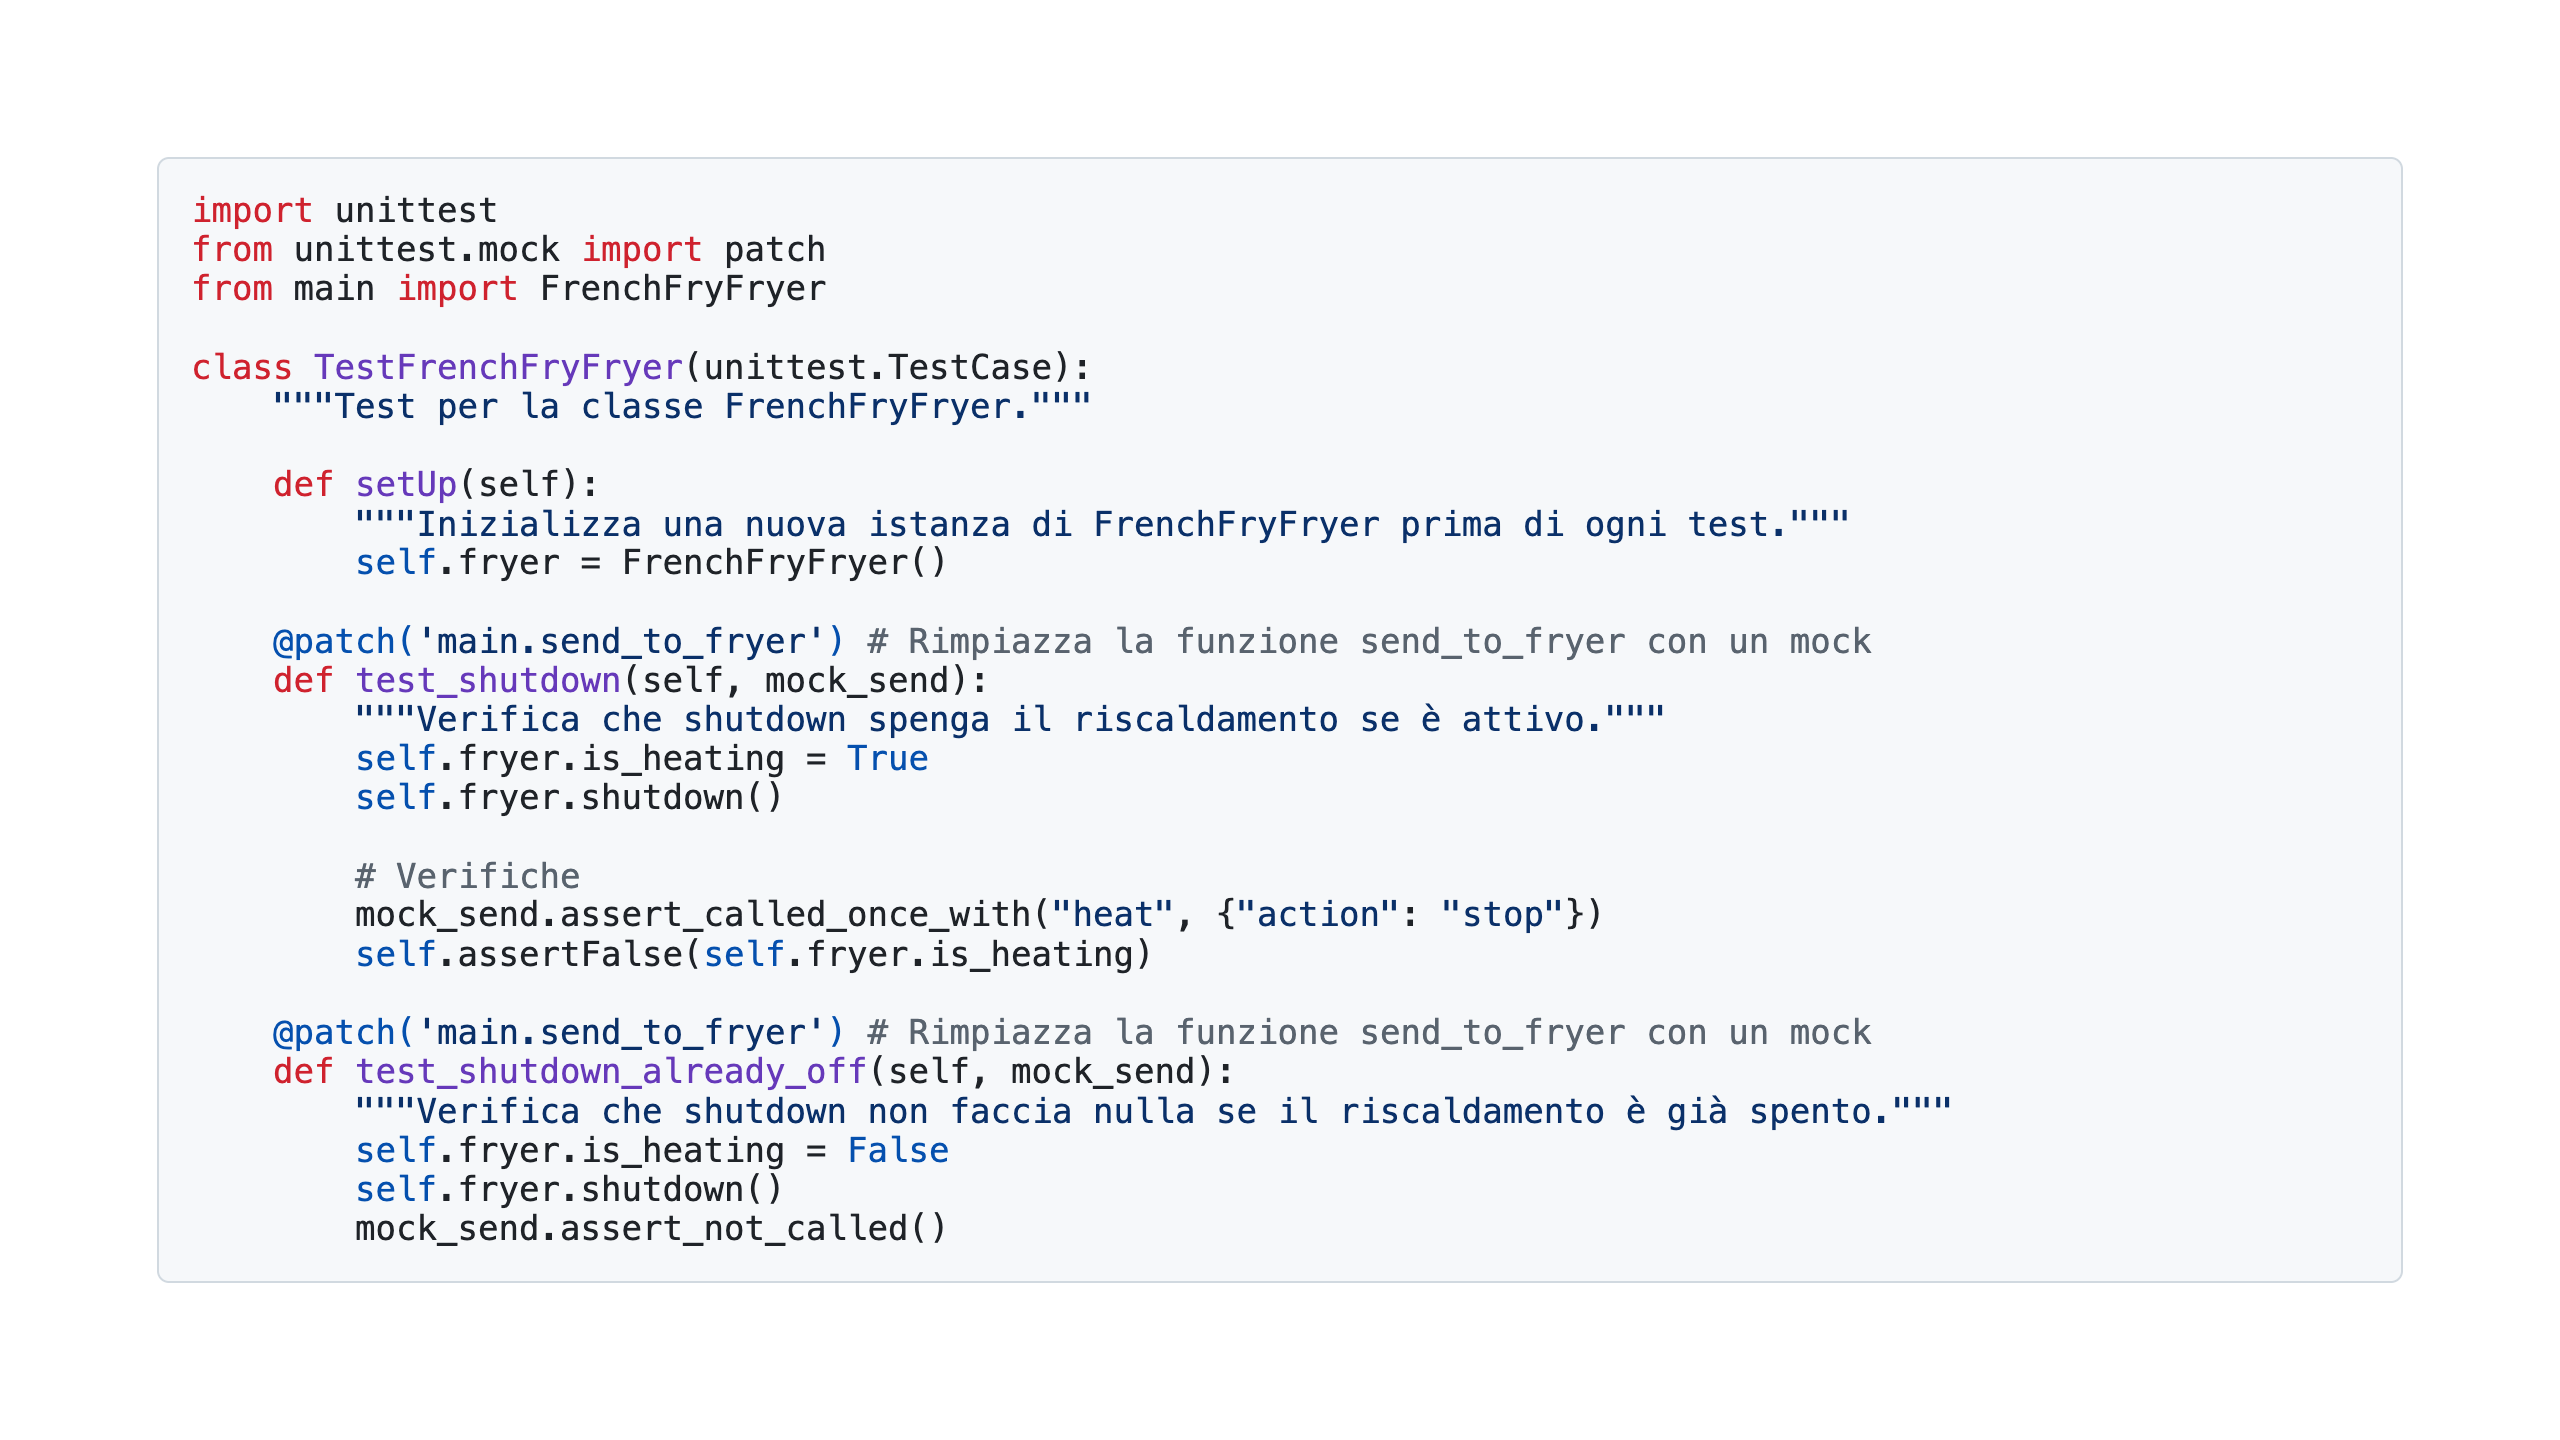 import unittest
from unittest.mock import patch
from main import FrenchFryFryer

class TestFrenchFryFryer(unittest.TestCase):
    """Test per la classe FrenchFryFryer."""

    def setUp(self):
        """Inizializza una nuova istanza di FrenchFryFryer prima di ogni test."""
        self.fryer = FrenchFryFryer()

    @patch('main.send_to_fryer') # Rimpiazza la funzione send_to_fryer con un mock
    def test_shutdown(self, mock_send):
        """Verifica che shutdown spenga il riscaldamento se è attivo."""
        self.fryer.is_heating = True
        self.fryer.shutdown()

        # Verifiche
        mock_send.assert_called_once_with("heat", {"action": "stop"})
        self.assertFalse(self.fryer.is_heating)

    @patch('main.send_to_fryer') # Rimpiazza la funzione send_to_fryer con un mock
    def test_shutdown_already_off(self, mock_send):
        """Verifica che shutdown non faccia nulla se il riscaldamento è già spento."""
        self.fryer.is_heating = False
        self.fryer.shutdown()
        mock_send.assert_not_called()